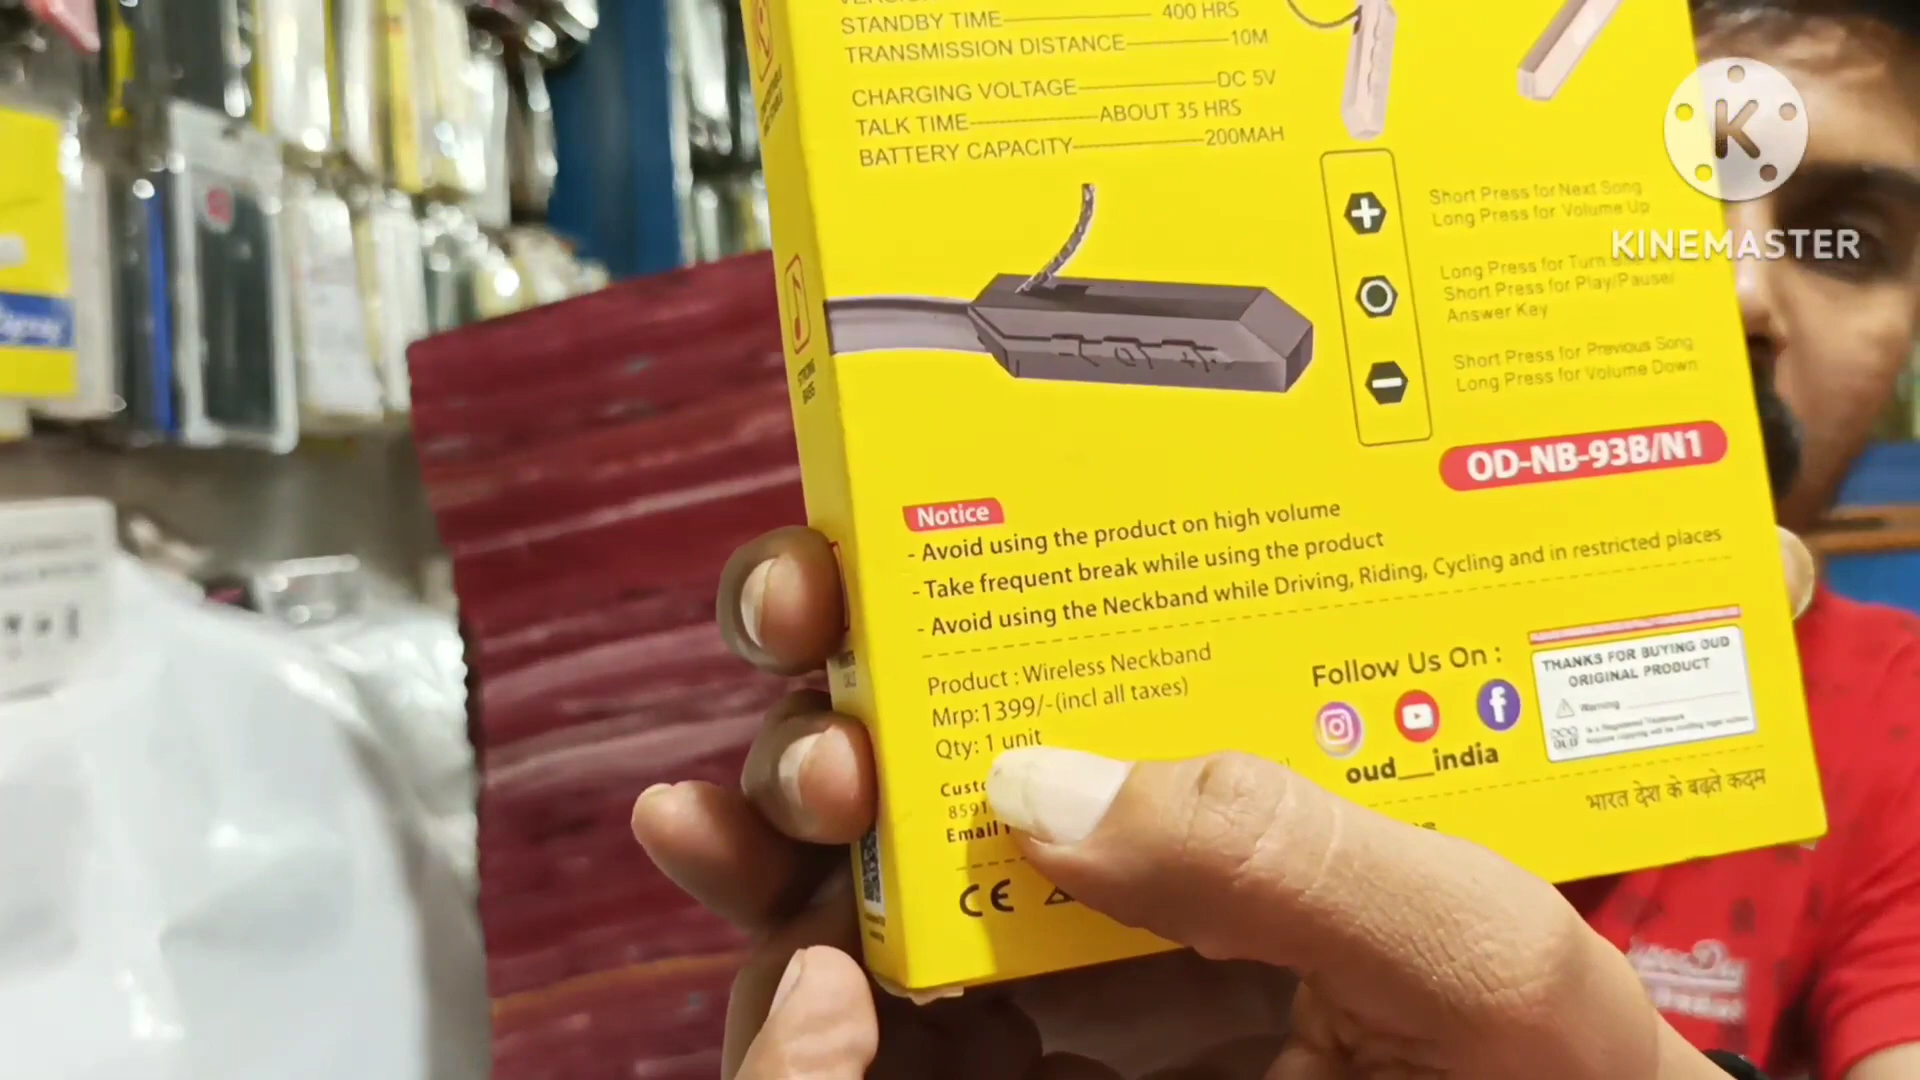 STANDBY TIME 400 HRS
TRANSMISSION DISTANCE 10M
CHARGING VOLTAGE DC 5V
TALK TIME ABOUT 35 HRS
BATTERY CAPACITY 200MAH
Short Press for Next Song
Long Press for Volume Up
Long Press for Turn
Short Press for Play/Pause/
Answer Key
Short Press for Previous Song
Long Press for Volume Down
K
KINEMASTER
OD-NB-93B/N1
Notice
- Avoid using the product on high volume
- Take frequent break while using the product
- Avoid using the Neckband while Driving, Riding, Cycling and in restricted places
Product : Wireless Neckband
Mrp:1399/-(incl all taxes)
Qty: 1 unit
8591
Email
CE
Follow Us On :
oud__india
THANKS FOR BUYING OUD
ORIGINAL PRODUCT
Warning
भारत देश के बढ़ते कदम